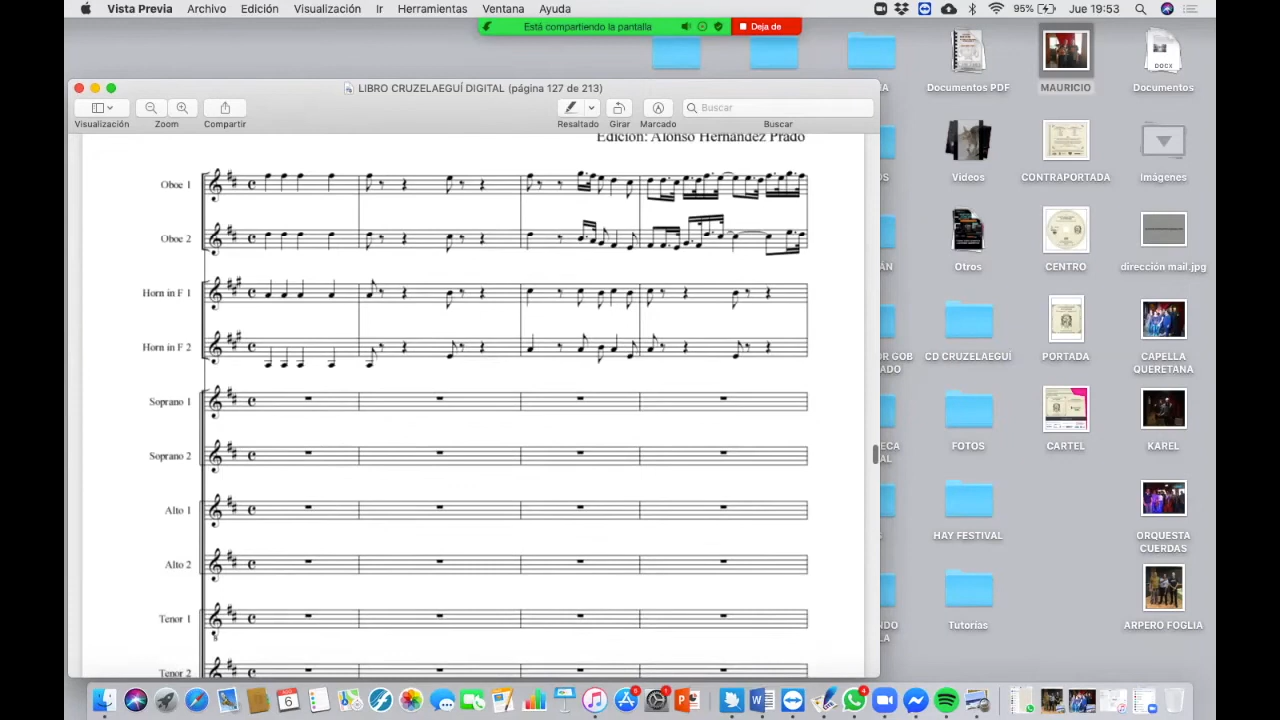 Vista Previa Archivo Edición Visualización Ir Herramientas Ventana Ayuda 95% Jue 19:53
Está compartiendo la pantalla Deja de
LIBRO CRUZELAEGUÍ DIGITAL (página 127 de 213)
Buscar
Visualización Zoom Compartir Resaltado Girar Marcado Buscar
Edición: Alonso Hernández Prado
Oboe 1
Oboe 2
Horn in F 1
Horn in F 2
Soprano 1
Soprano 2
Alto 1
Alto 2
Tenor 1
Tenor 2
Documentos PDF MAURICIO Documentos
DOCX
Videos CONTRAPORTADA Imágenes
Otros CENTRO dirección mail.jpg
CD CRUZELAEGUÍ PORTADA CAPELLA
QUERETANA
FOTOS CARTEL KAREL
HAY FESTIVAL ORQUESTA
CUERDAS
Tutorías ARPERO FOGLIA